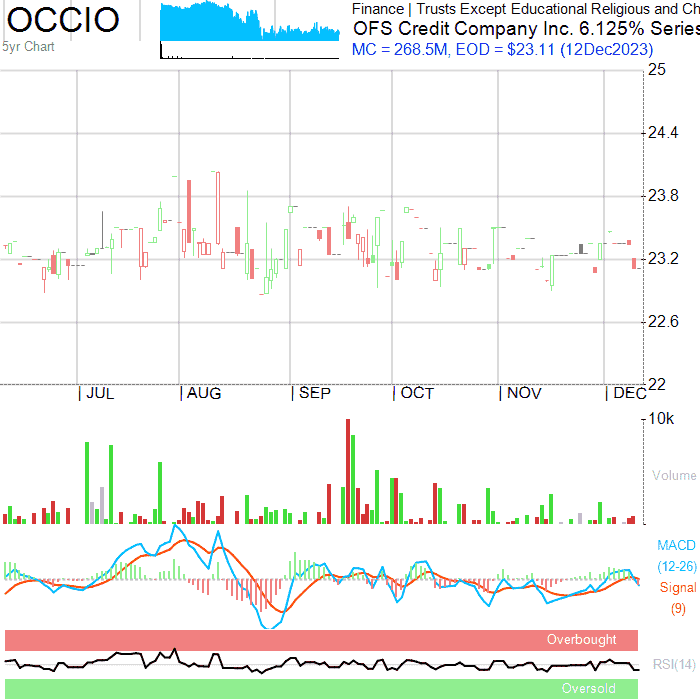 OCCIO
5yr Chart
Finance | Trusts Except Educational Religious and Ch
OFS Credit Company Inc. 6.125% Series
MC = 268.5M, EOD = $23.11 (12Dec2023)
25
24.4
23.8
23.2
22.6
22
| JUL | AUG | SEP | OCT | NOV | DEC
10k
Volume
MACD
(12-26)
Signal
(9)
Overbought
RSI(14)
Oversold